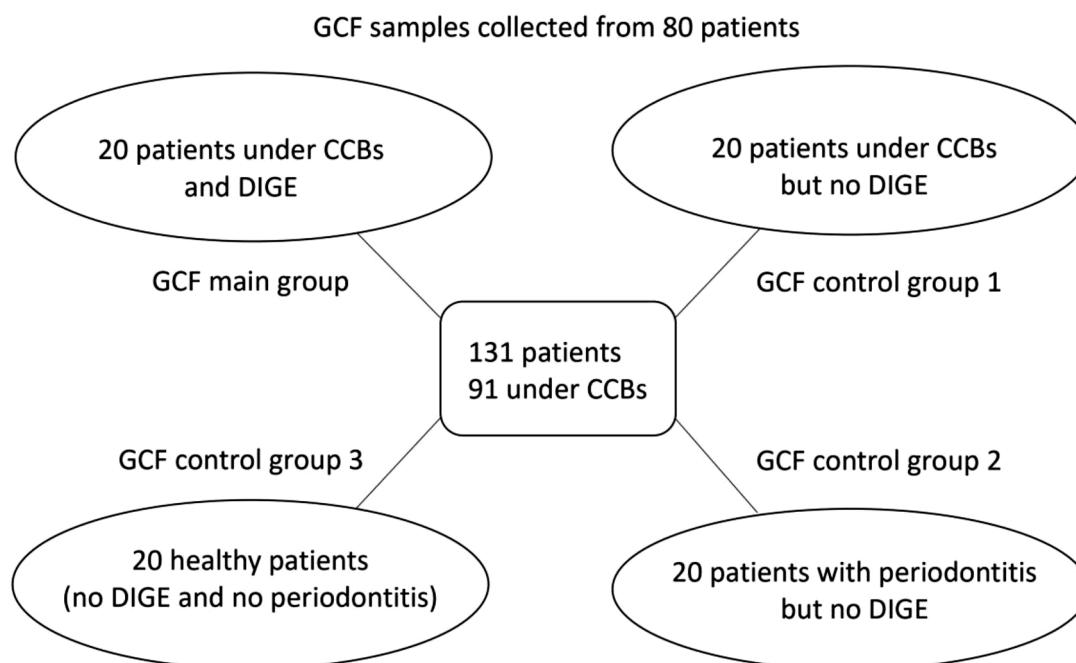 GCF samples collected from 80 patients
20 patients under CCBs
and DIGE
20 patients under CCBs
but no DIGE
GCF main group
GCF control group 1
131 patients
91 under CCBs
GCF control group 3
GCF control group 2
20 healthy patients
(no DIGE and no periodontitis)
20 patients with periodontitis
but no DIGE